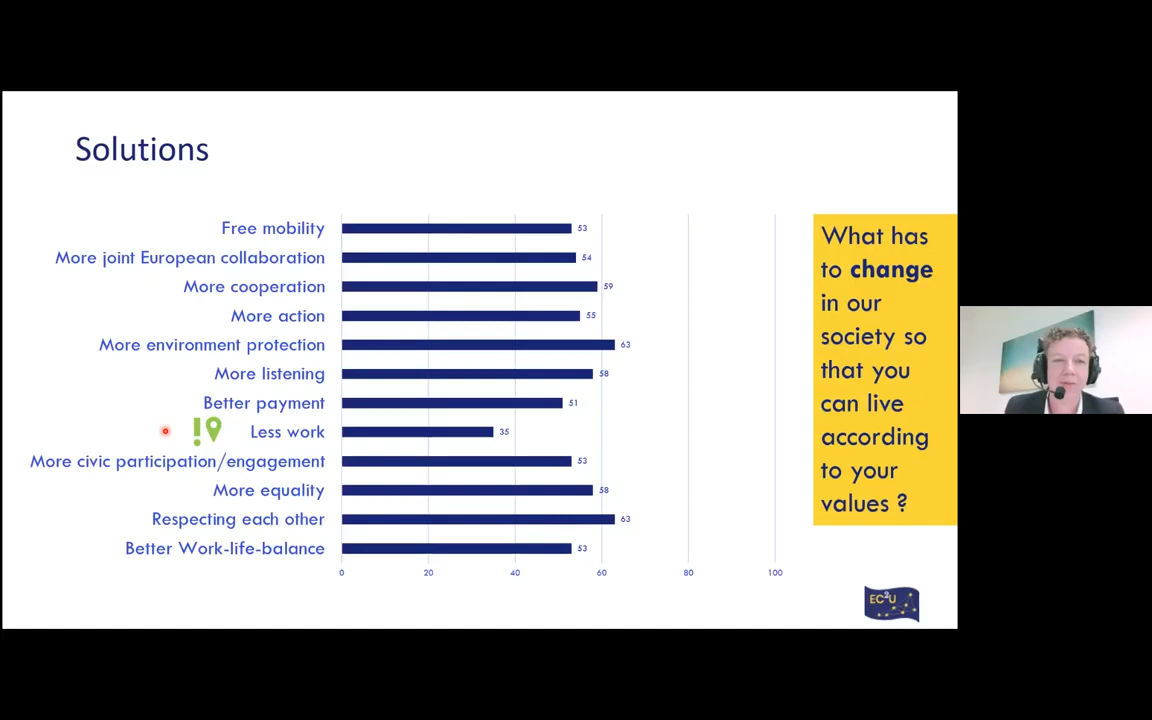 Solutions
Free mobility 53
More joint European collaboration 54
More cooperation 59
More action 55
More environment protection 63
More listening 58
Better payment 51
Less work 35
More civic participation/engagement 53
More equality 58
Respecting each other 63
Better Work-life-balance 53
0 20 40 60 80 100
What has
to change
in our
society so
that you
can live
according
to your
values ?
EC2U